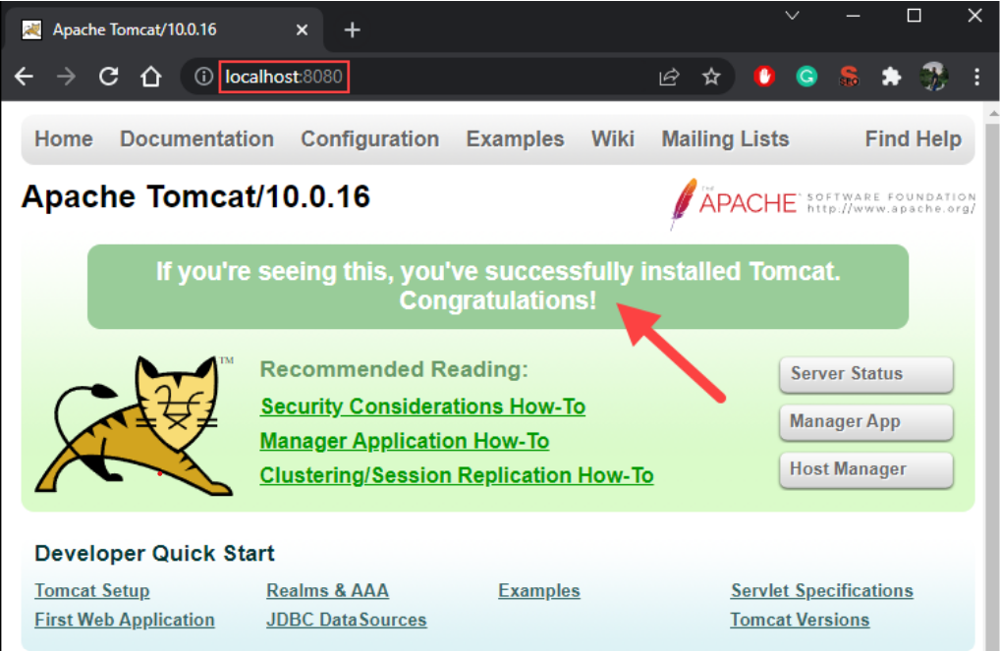 Apache Tomcat/10.0.16
localhost:8080
Home Documentation Configuration Examples Wiki Mailing Lists Find Help
Apache Tomcat/10.0.16
THE
APACHE® SOFTWARE FOUNDATION
http://www.apache.org/
If you're seeing this, you've successfully installed Tomcat.
Congratulations!
TM
Recommended Reading:
Security Considerations How-To
Manager Application How-To
Clustering/Session Replication How-To
Server Status
Manager App
Host Manager
Developer Quick Start
Tomcat Setup Realms & AAA Examples Servlet Specifications
First Web Application JDBC DataSources Tomcat Versions